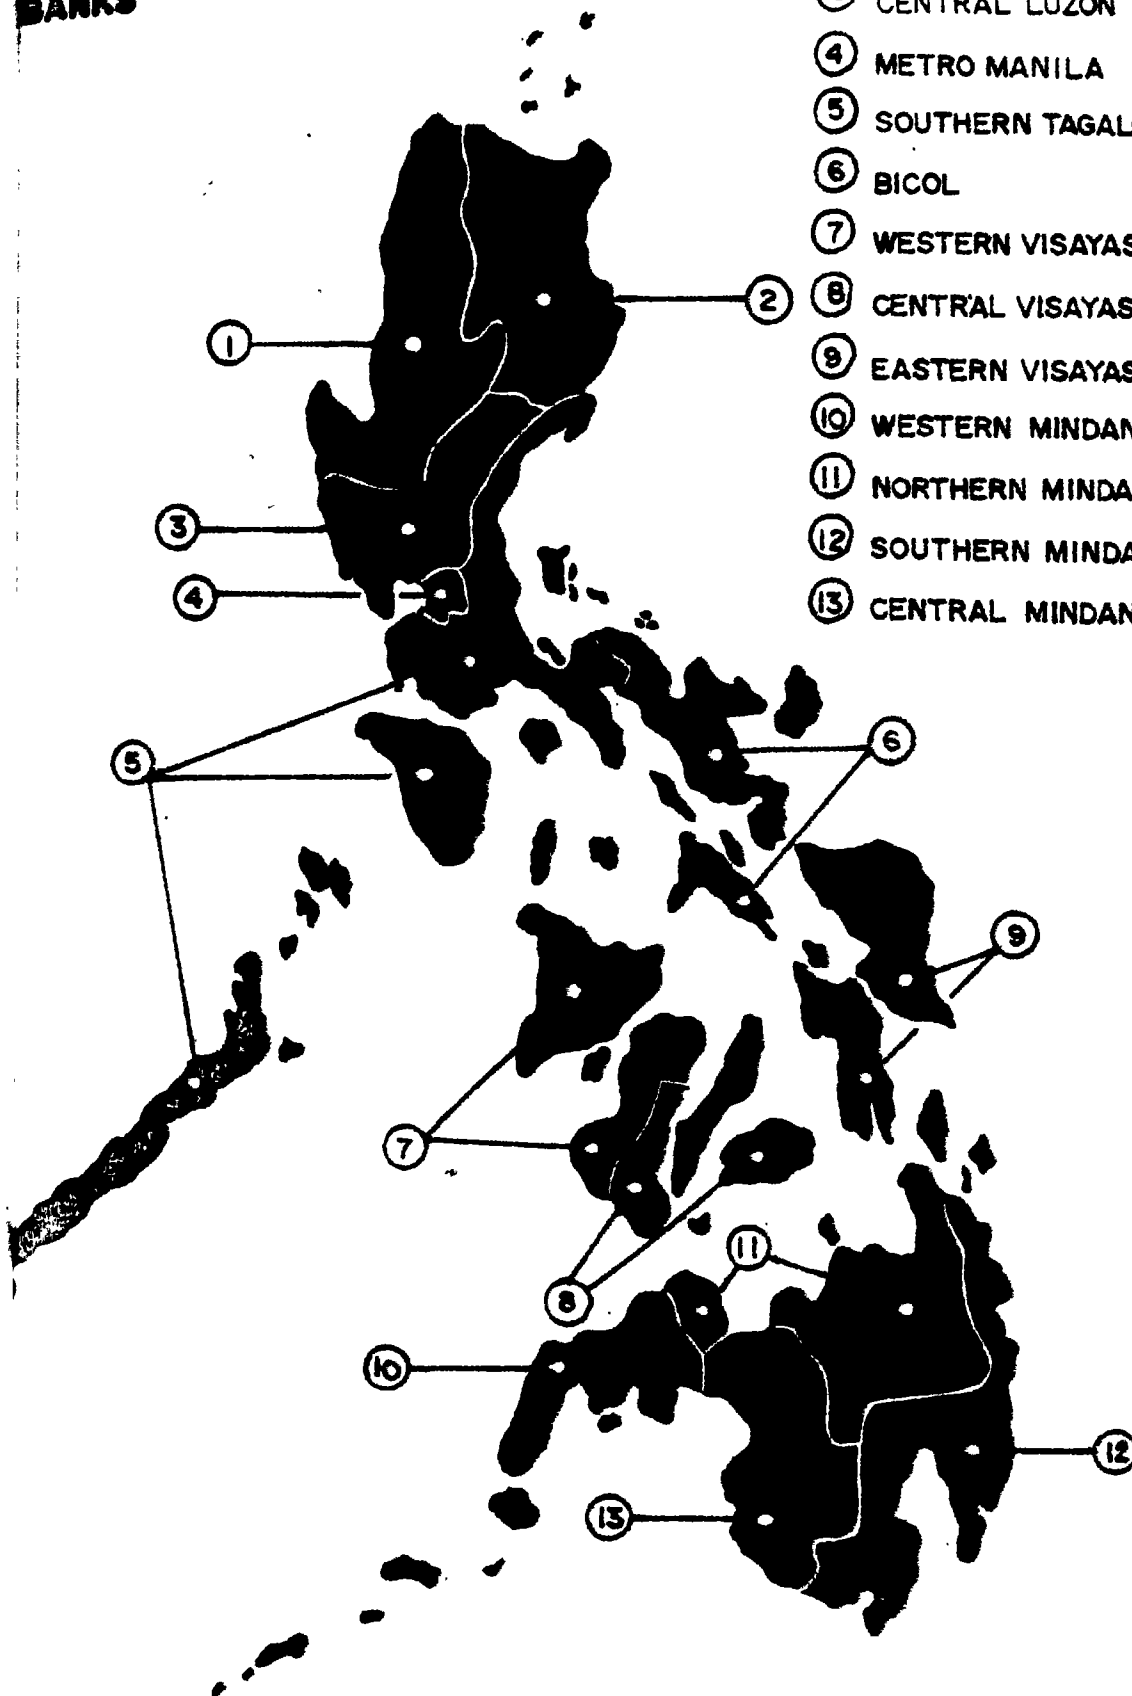 BANKS
CENTRAL LUZON
4 METRO MANILA
5 SOUTHERN TAGAL
6 BICOL
7 WESTERN VISAYAS
8 CENTRAL VISAYAS
9 EASTERN VISAYAS
10 WESTERN MINDAN
11 NORTHERN MINDA
12 SOUTHERN MINDA
13 CENTRAL MINDAN
2
1
3
4
5
6
9
7
11
8
10
12
13